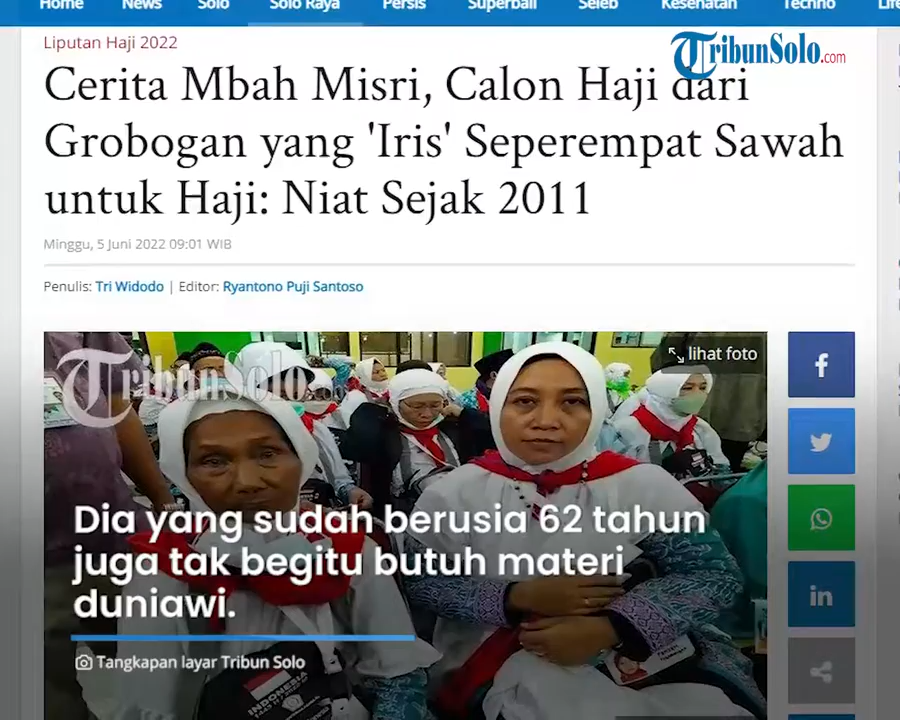 Home News Solo Solo Raya Persis Superball Seleb Kesehatan Techno
Liputan Haji 2022
TribunSolo.com
Cerita Mbah Misri, Calon Haji dari
Grobogan yang 'Iris' Seperempat Sawah
untuk Haji: Niat Sejak 2011
Minggu, 5 Juni 2022 09:01 WIB
Penulis: Tri Widodo | Editor: Ryantono Puji Santoso
lihat foto
TribunSolo.com
Dia yang sudah berusia 62 tahun
juga tak begitu butuh materi
duniawi.
Tangkapan layar Tribun Solo
INDONESIA